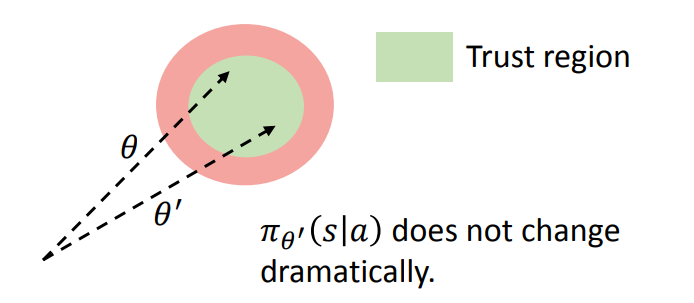 Trust region
θ
θ′
π_θ′(s|a) does not change
dramatically.